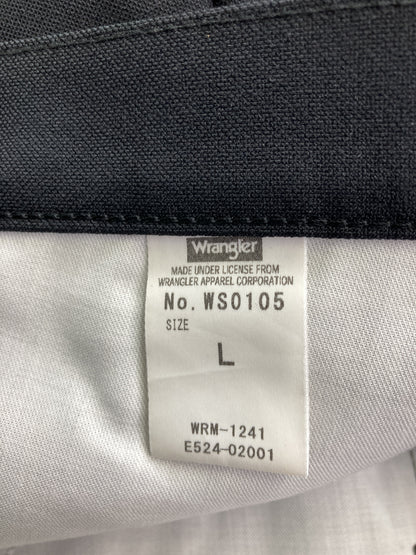 Wrangler
MADE UNDER LICENSE FROM
WRANGLER APPAREL CORPORATION
No. WS0105
SIZE
L
WRM-1241
E524-02001